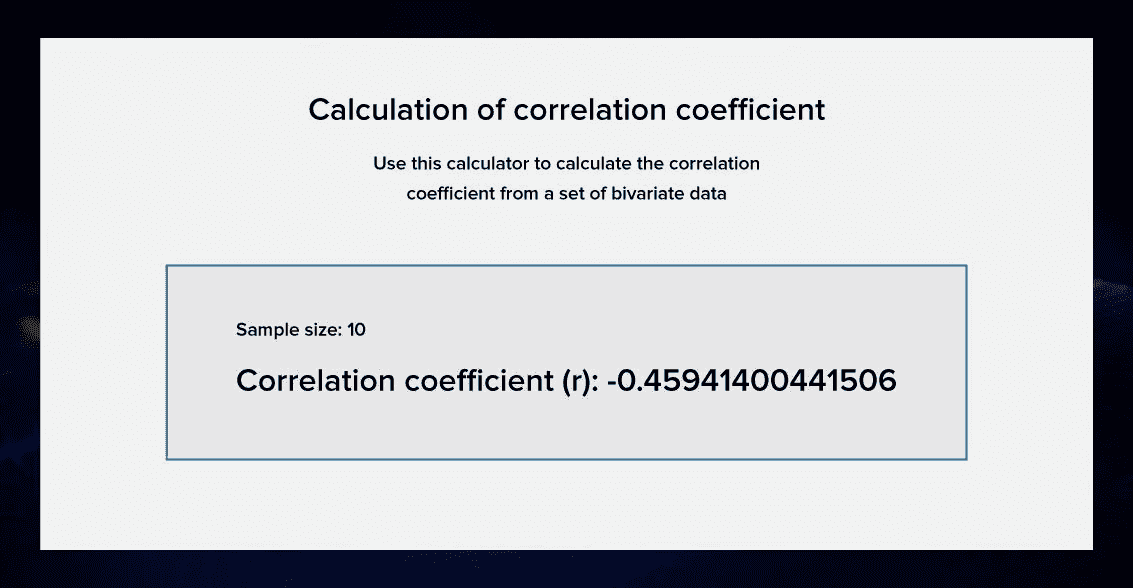 Calculation of correlation coefficient
Use this calculator to calculate the correlation
coefficient from a set of bivariate data
Sample size: 10
Correlation coefficient (r): -0.45941400441506